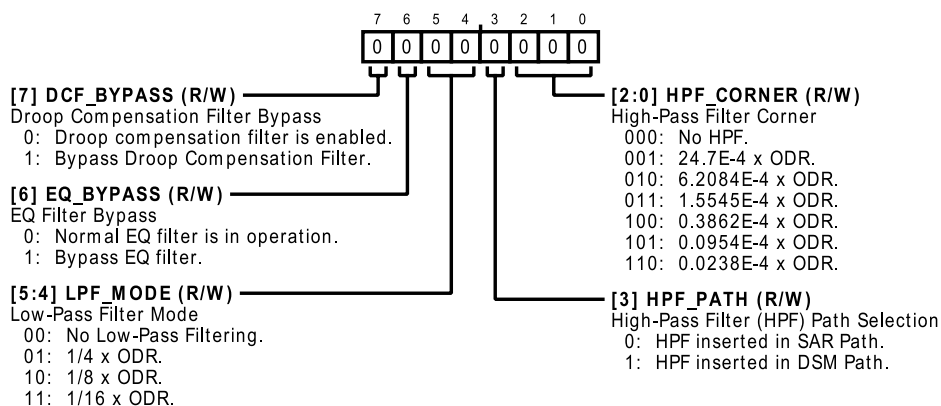 7 6 5 4 3 2 1 0
0 0 0 0 0 0 0 0
[7] DCF_BYPASS (R/W)
Droop Compensation Filter Bypass
0: Droop compensation filter is enabled.
1: Bypass Droop Compensation Filter.
[6] EQ_BYPASS (R/W)
EQ Filter Bypass
0: Normal EQ filter is in operation.
1: Bypass EQ filter.
[5:4] LPF_MODE (R/W)
Low-Pass Filter Mode
00: No Low-Pass Filtering.
01: 1/4 x ODR.
10: 1/8 x ODR.
11: 1/16 x ODR.
[2:0] HPF_CORNER (R/W)
High-Pass Filter Corner
000: No HPF.
001: 24.7E-4 x ODR.
010: 6.2084E-4 x ODR.
011: 1.5545E-4 x ODR.
100: 0.3862E-4 x ODR.
101: 0.0954E-4 x ODR.
110: 0.0238E-4 x ODR.
[3] HPF_PATH (R/W)
High-Pass Filter (HPF) Path Selection
0: HPF inserted in SAR Path.
1: HPF inserted in DSM Path.